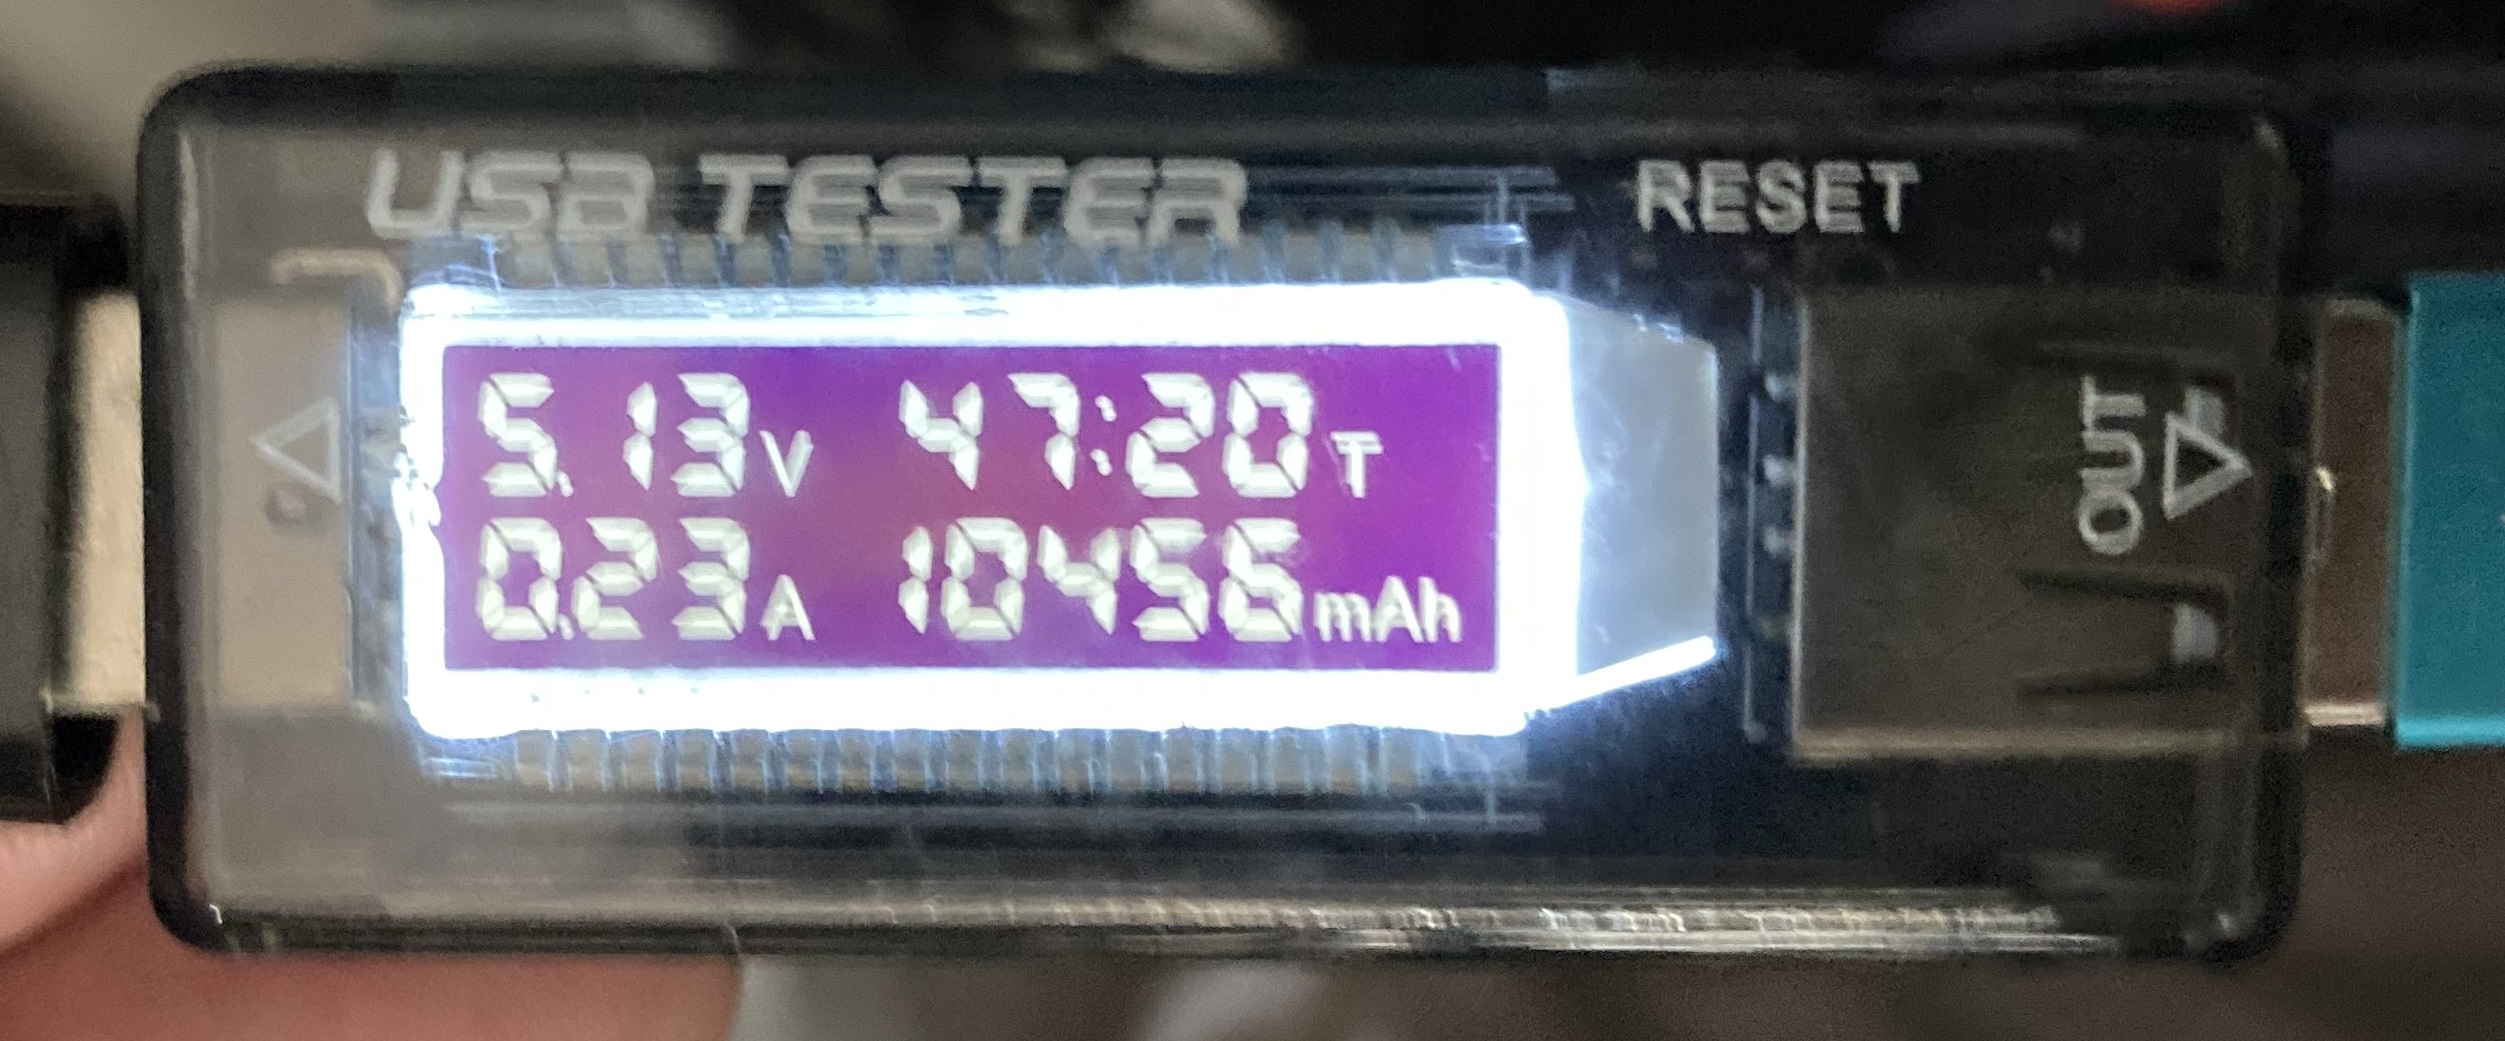 USB TESTER
RESET
5.13V 47:20T
0.23A 10456mAh
OUT